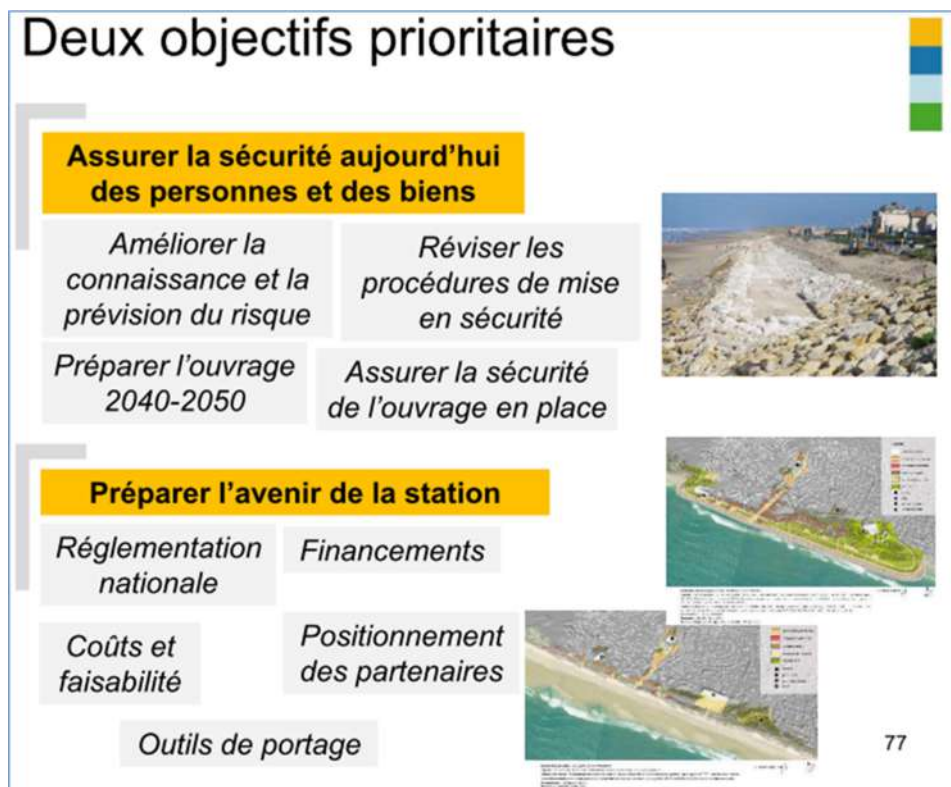 Deux objectifs prioritaires
Assurer la sécurité aujourd’hui
des personnes et des biens
Améliorer la
connaissance et la
prévision du risque
Réviser les
procédures de mise
en sécurité
Préparer l’ouvrage
2040-2050
Assurer la sécurité
de l’ouvrage en place
Préparer l’avenir de la station
Réglementation
nationale
Financements
Coûts et
faisabilité
Positionnement
des partenaires
Outils de portage
77